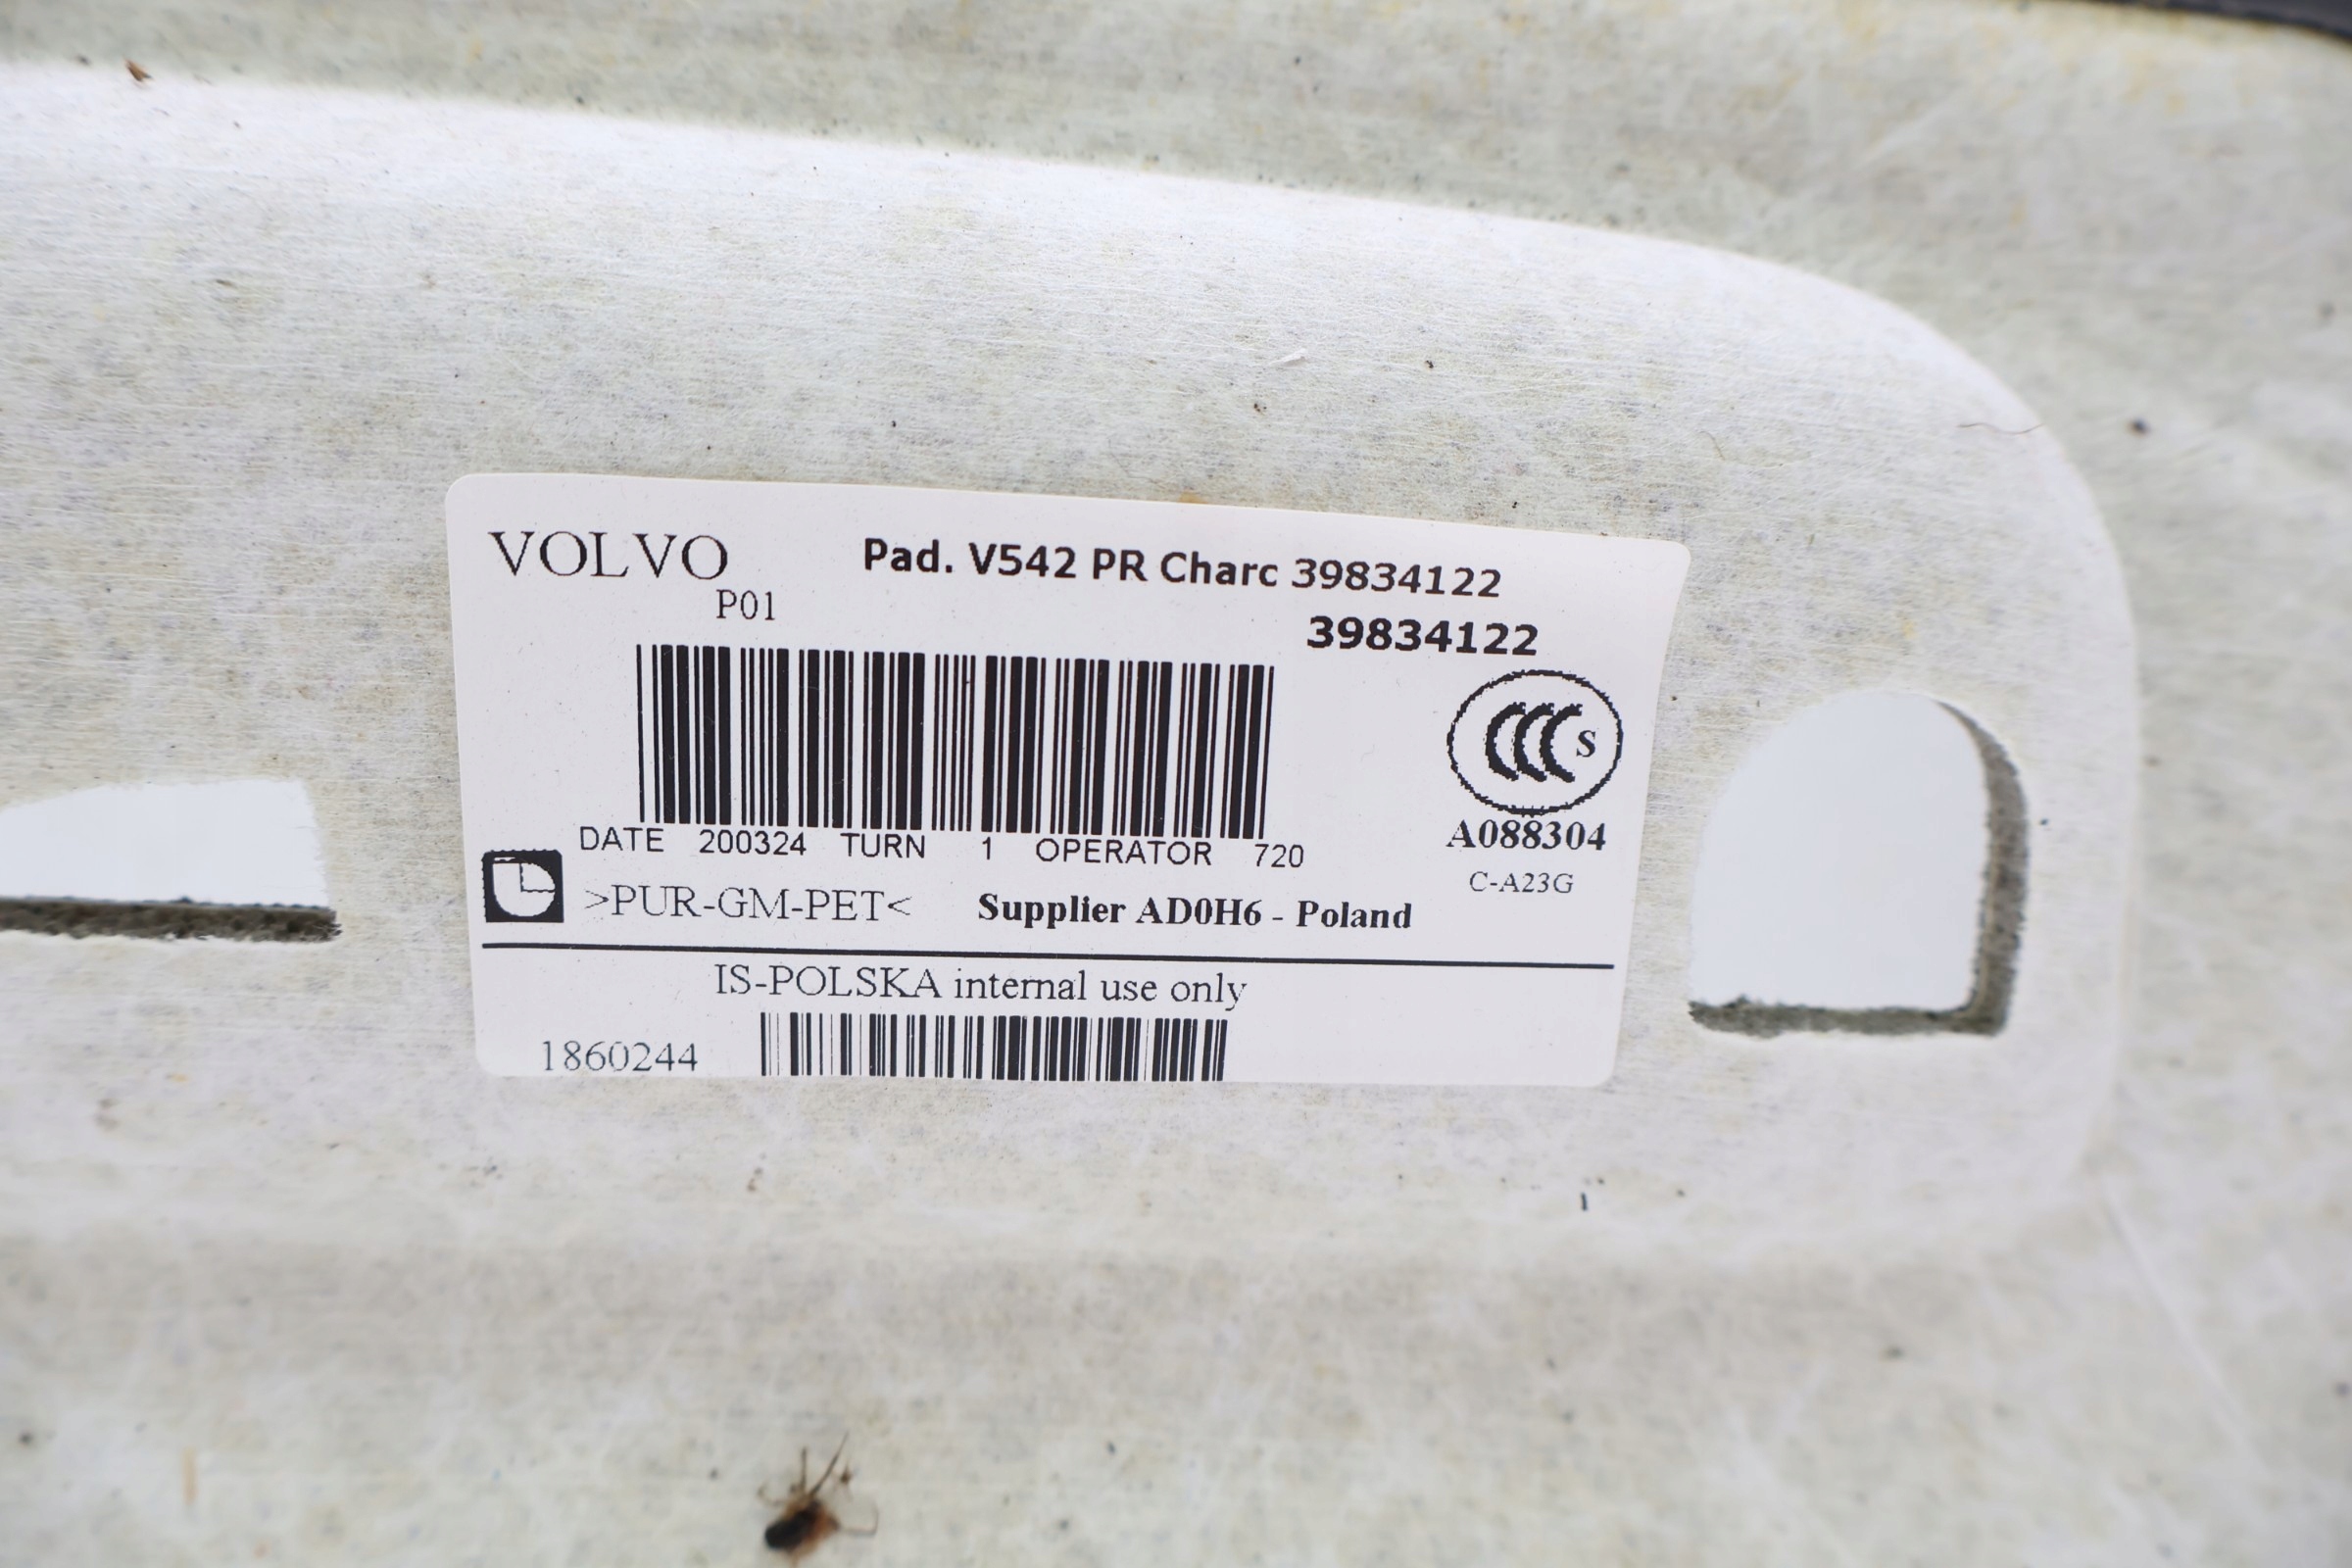 VOLVO
P01
Pad. V542 PR Charc 39834122
39834122
CCC S
A088304
C-A23G
DATE 200324 TURN 1 OPERATOR 720
>PUR-GM-PET<
Supplier AD0H6 - Poland
IS-POLSKA internal use only
1860244